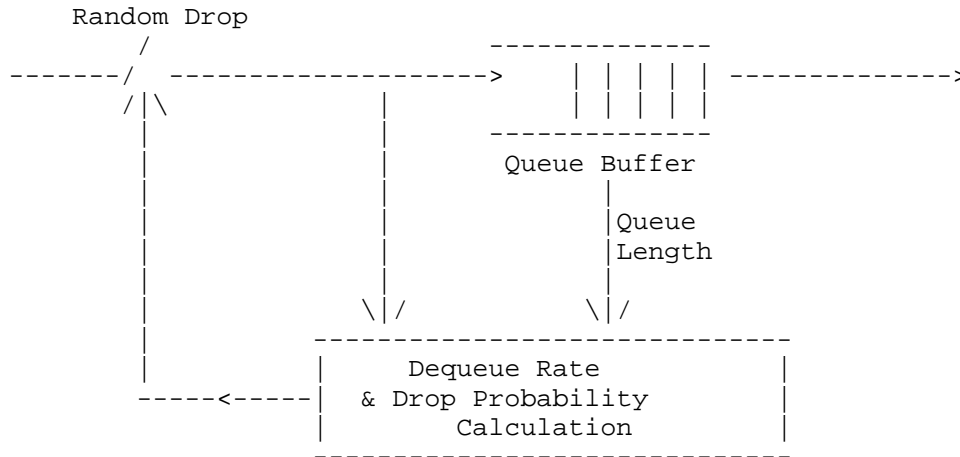 Random Drop
Queue Buffer
Queue
Length
Dequeue Rate
& Drop Probability
Calculation